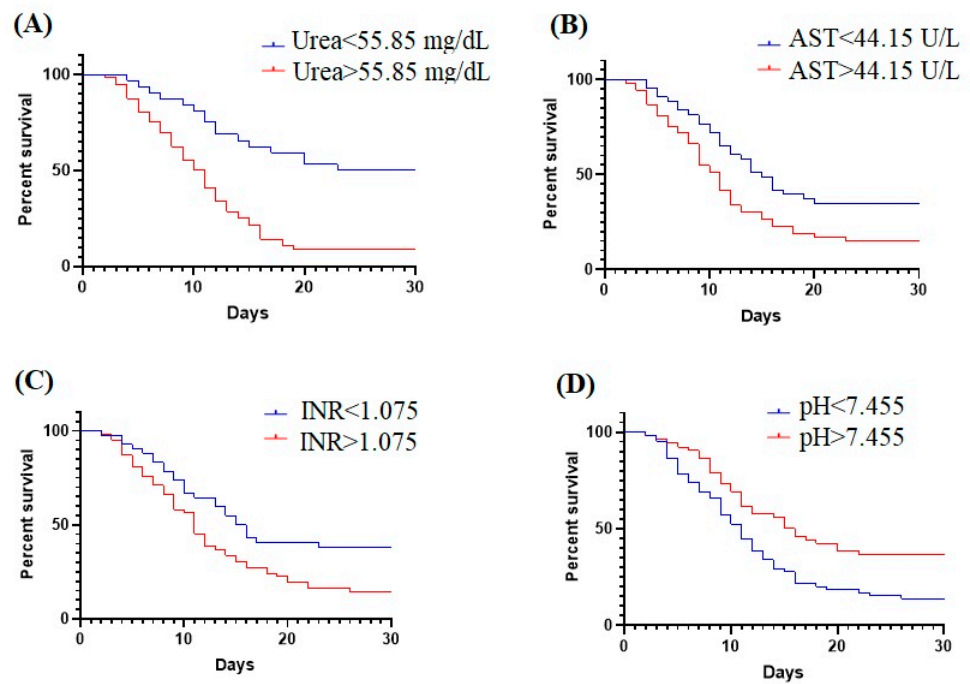 (A)
Urea<55.85 mg/dL
Urea>55.85 mg/dL
Percent survival
100
50
0
0 10 20 30
Days
(B)
AST<44.15 U/L
AST>44.15 U/L
Percent survival
100
50
0
0 10 20 30
Days
(C)
INR<1.075
INR>1.075
Percent survival
100
50
0
0 10 20 30
Days
(D)
pH<7.455
pH>7.455
Percent survival
100
50
0
0 10 20 30
Days